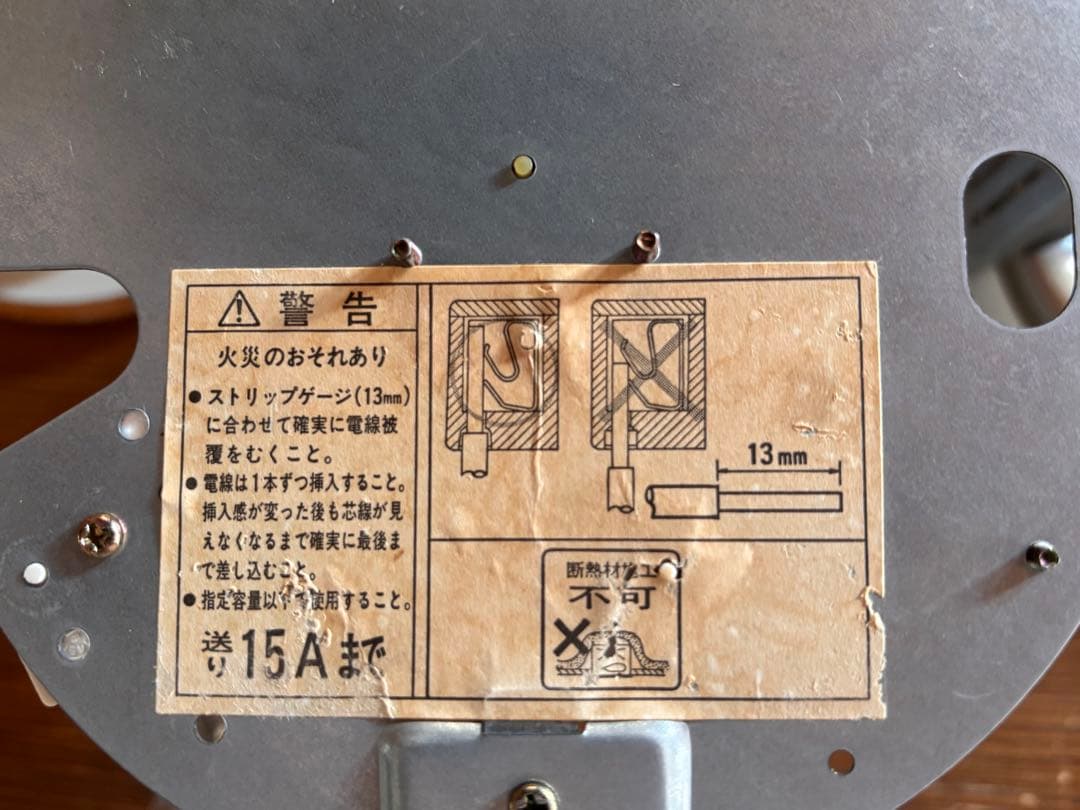 警告
火災のおそれあり
●ストリップゲージ(13mm)
に合わせて確実に電線被
覆をむくこと。
●電線は1本ずつ挿入すること。
挿入感が変った後も芯線が見
えなくなるまで確実に最後ま
で差し込むこと。
●指定容量以下で使用すること。
送り15Aまで
13mm
断熱材施工
不可